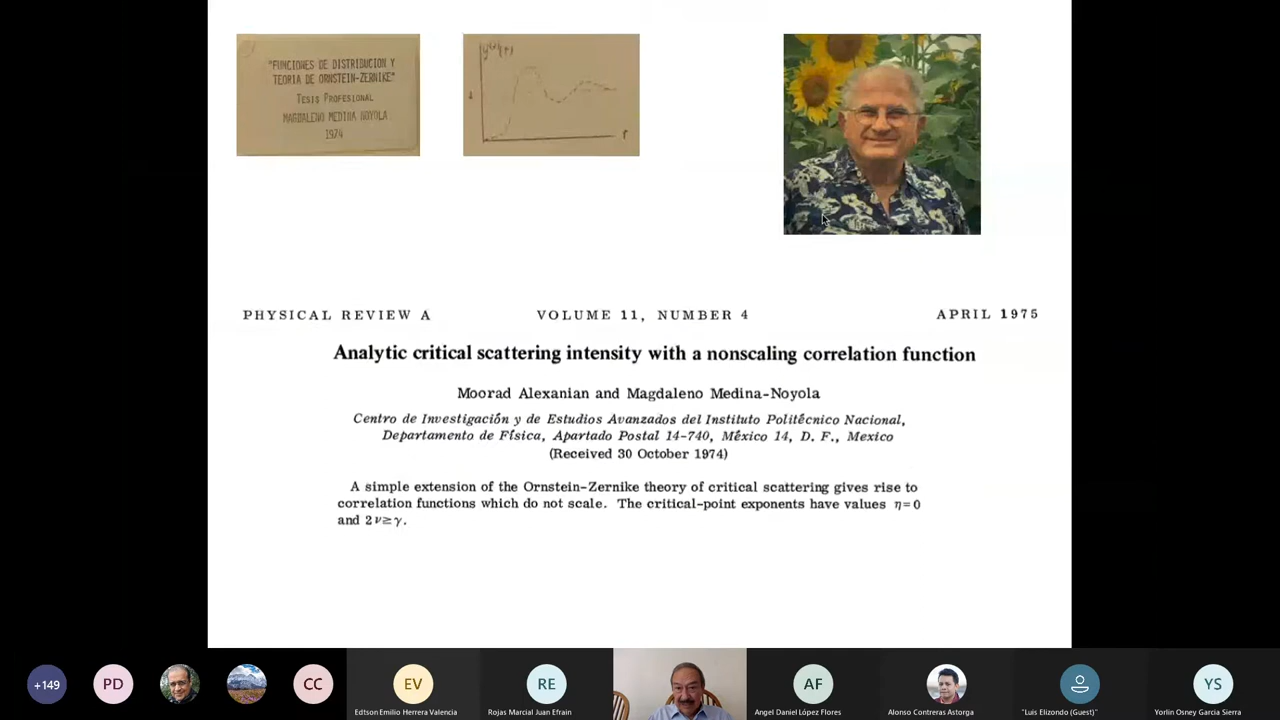 "FUNCIONES DE DISTRIBUCION Y
TEORIA DE ORNSTEIN-ZERNIKE"
TESIS PROFESIONAL
MAGDALENO MEDINA NOYOLA
1974
r
PHYSICAL REVIEW A VOLUME 11, NUMBER 4 APRIL 1975
Analytic critical scattering intensity with a nonscaling correlation function
Moorad Alexanian and Magdaleno Medina-Noyola
Centro de Investigación y de Estudios Avanzados del Instituto Politécnico Nacional,
Departamento de Física, Apartado Postal 14-740, México 14, D. F., Mexico
(Received 30 October 1974)
A simple extension of the Ornstein-Zernike theory of critical scattering gives rise to
correlation functions which do not scale. The critical-point exponents have values η=0
and 2ν≥γ.
+149 PD CC EV RE AF YS
Edtson Emilio Herrera Valencia Rojas Marcial Juan Efrain Angel Daniel López Flores Alonso Contreras Astorga "Luis Elizondo (Guest)" Yorlin Osney Garcia Sierra